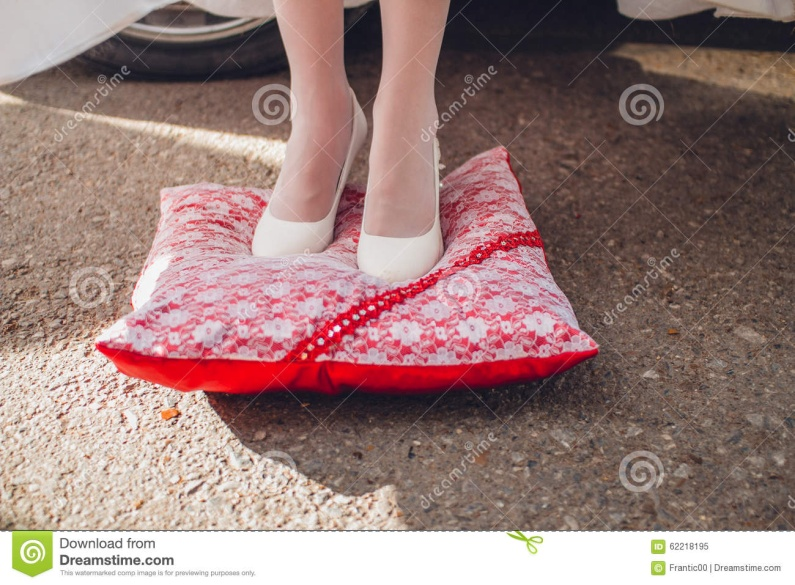 dreamstime
dreamstime
dreamstime
dreamstime
dreamstime
dreamstime
Download from
Dreamstime.com
This watermarked comp image is for previewing purposes only.
62218195
Frantic00 | Dreamstime.com